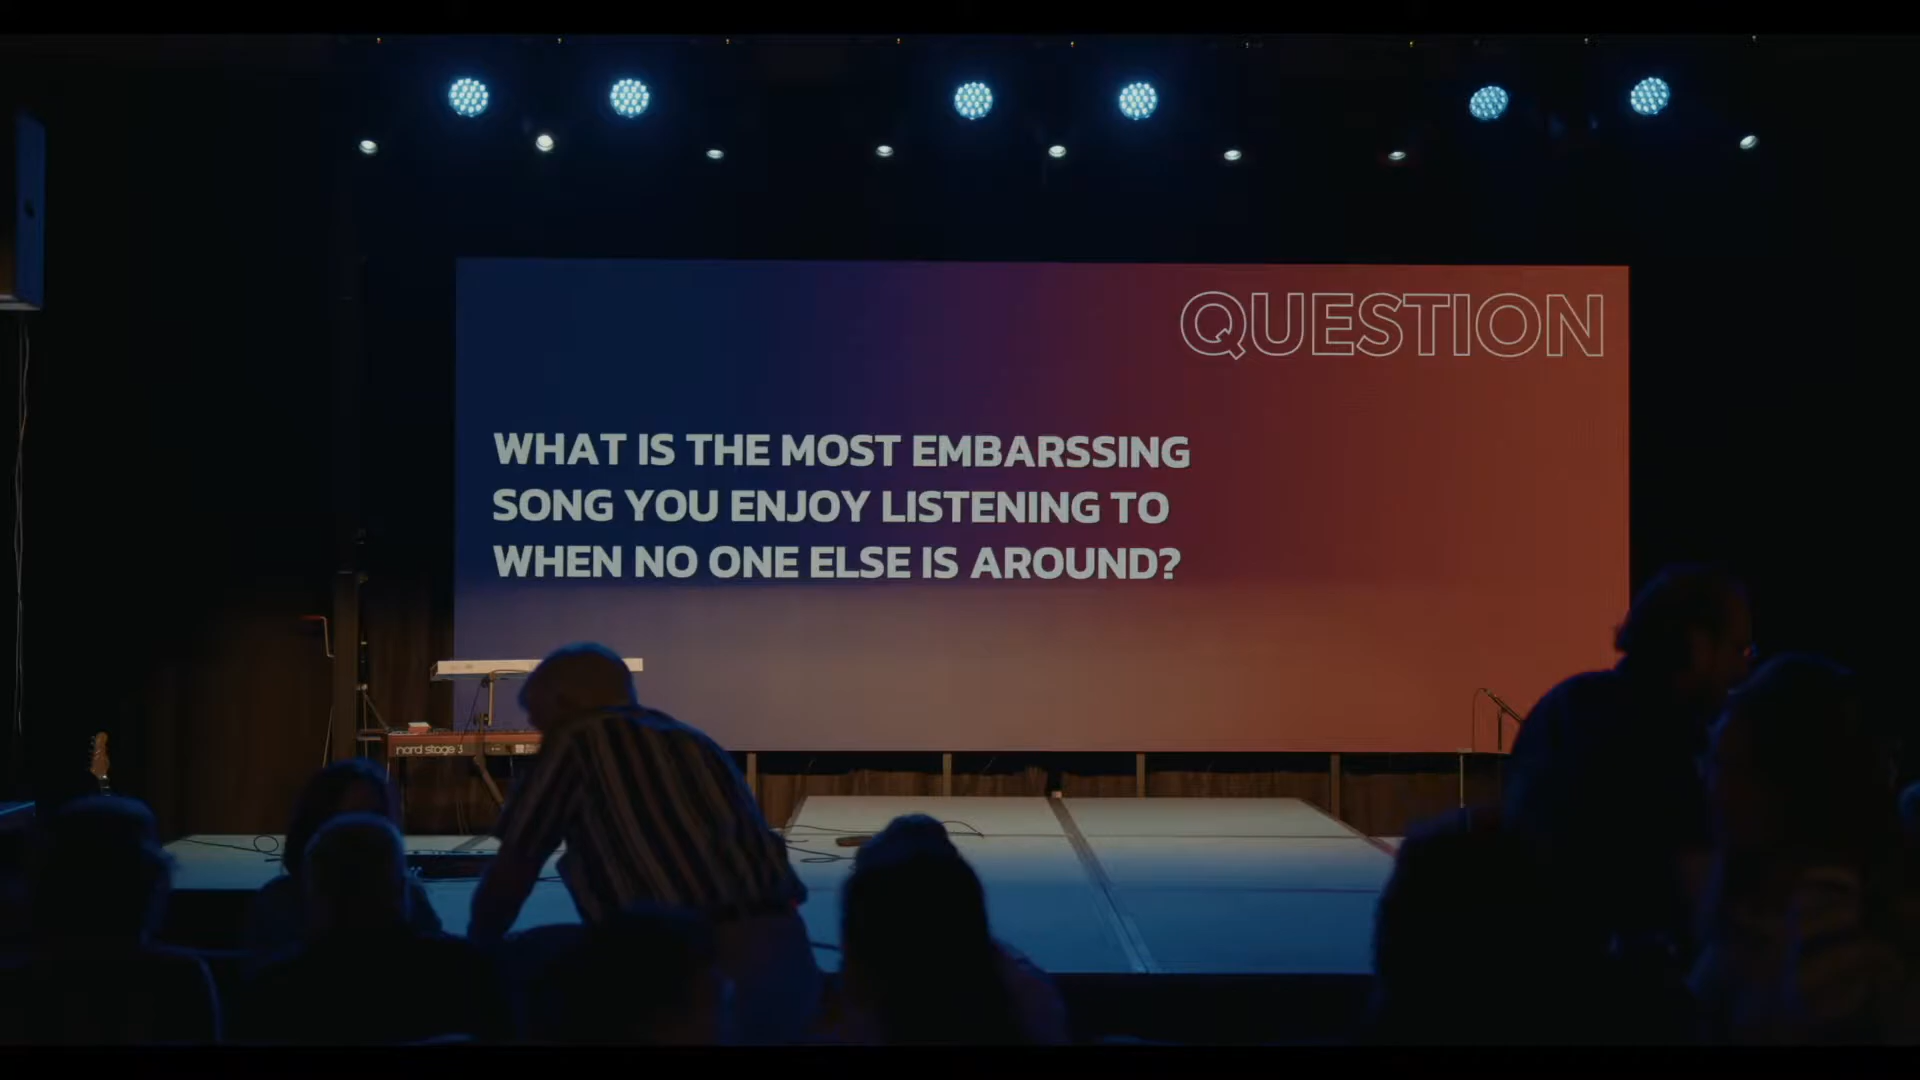 QUESTION
WHAT IS THE MOST EMBARSSING
SONG YOU ENJOY LISTENING TO
WHEN NO ONE ELSE IS AROUND?
nord stage 3